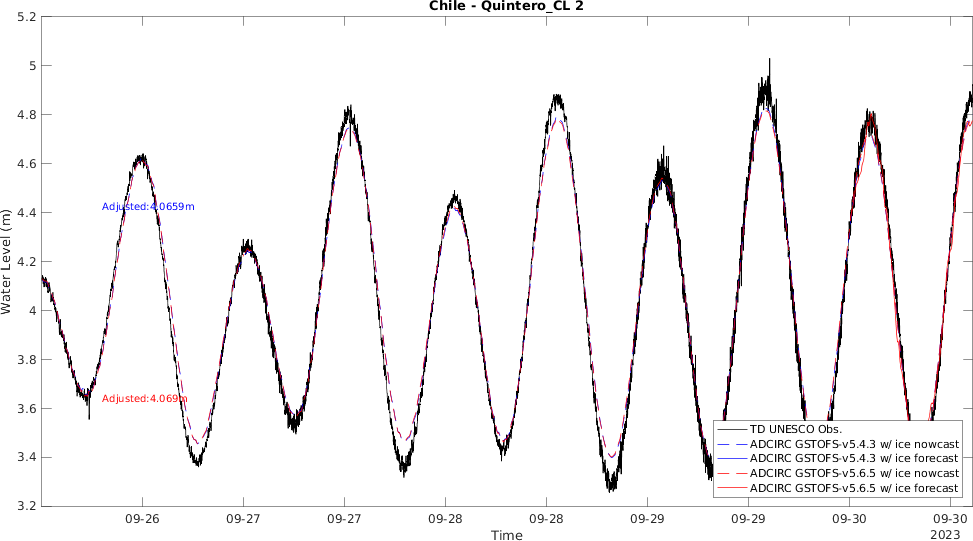 Chile - Quintero_CL 2
5.2
5
4.8
4.6
4.4
4.2
4
3.8
3.6
3.4
3.2
Water Level (m)
Adjusted:4.0659m
Adjusted:4.069m
TD UNESCO Obs.
ADCIRC GSTOFS-v5.4.3 w/ ice nowcast
ADCIRC GSTOFS-v5.4.3 w/ ice forecast
ADCIRC GSTOFS-v5.6.5 w/ ice nowcast
ADCIRC GSTOFS-v5.6.5 w/ ice forecast
09-26 09-27 09-27 09-28 09-28 09-29 09-29 09-30 09-30
2023
Time